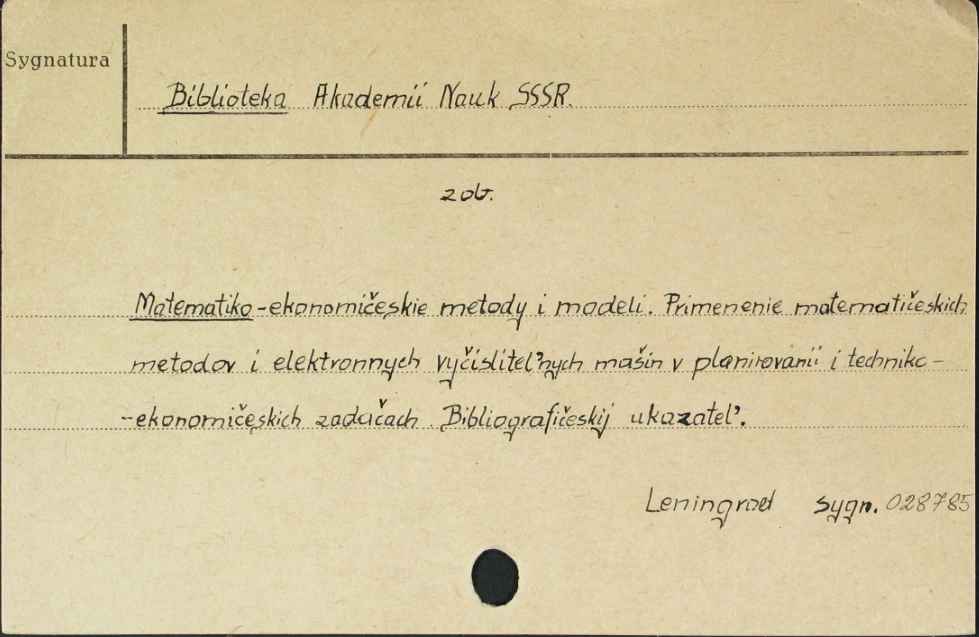 Sygnatura
Biblioteka Akademii Nauk SSSR.
zob.
Matematiko-ekonomičeskie metody i modeli. Primenenie matematičeskich
metodov i elektronnych vyčislitel'nych mašin v planirovanii i techniko-
-ekonomičeskich zadačach. Bibliografičeskij ukazatel'.
Leningrad sygn. 028785